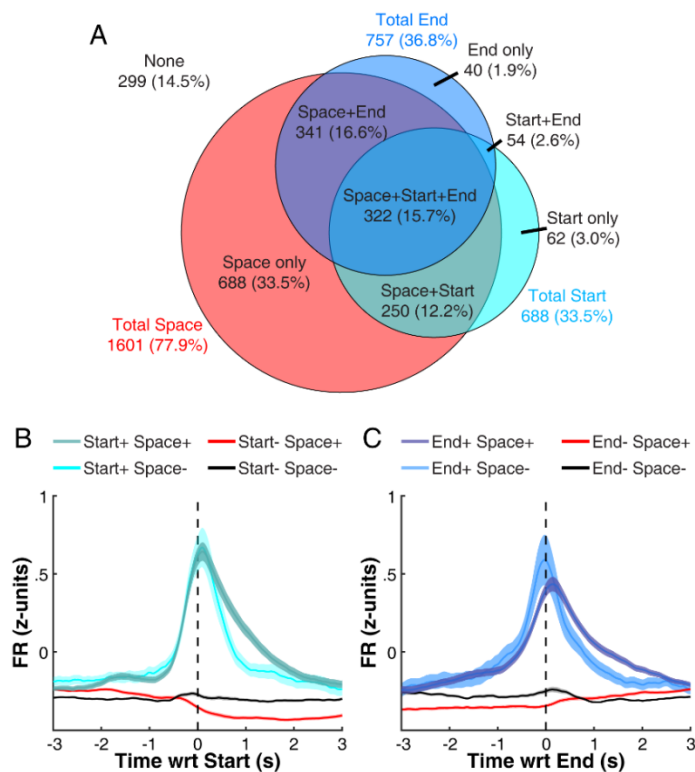 A
Total End
757 (36.8%)
End only
40 (1.9%)
None
299 (14.5%)
Space+End
341 (16.6%)
Start+End
54 (2.6%)
Space+Start+End
322 (15.7%)
Start only
62 (3.0%)
Space only
688 (33.5%)
Space+Start
250 (12.2%)
Total Start
688 (33.5%)
Total Space
1601 (77.9%)
B
Start+ Space+
Start- Space+
Start+ Space-
Start- Space-
FR (z-units)
1
.5
0
-3 -2 -1 0 1 2 3
Time wrt Start (s)
C
End+ Space+
End- Space+
End+ Space-
End- Space-
FR (z-units)
1
.5
0
-3 -2 -1 0 1 2 3
Time wrt End (s)